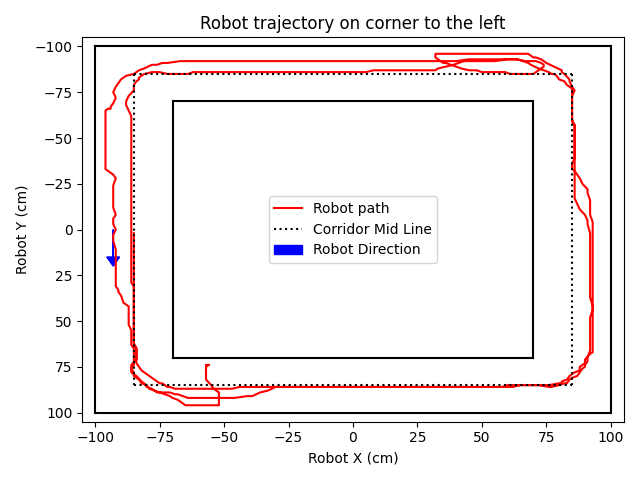 Robot trajectory on corner to the left
−100
−75
−50
−25
0
25
50
75
100
Robot Y (cm)
Robot path
Corridor Mid Line
Robot Direction
−100 −75 −50 −25 0 25 50 75 100
Robot X (cm)